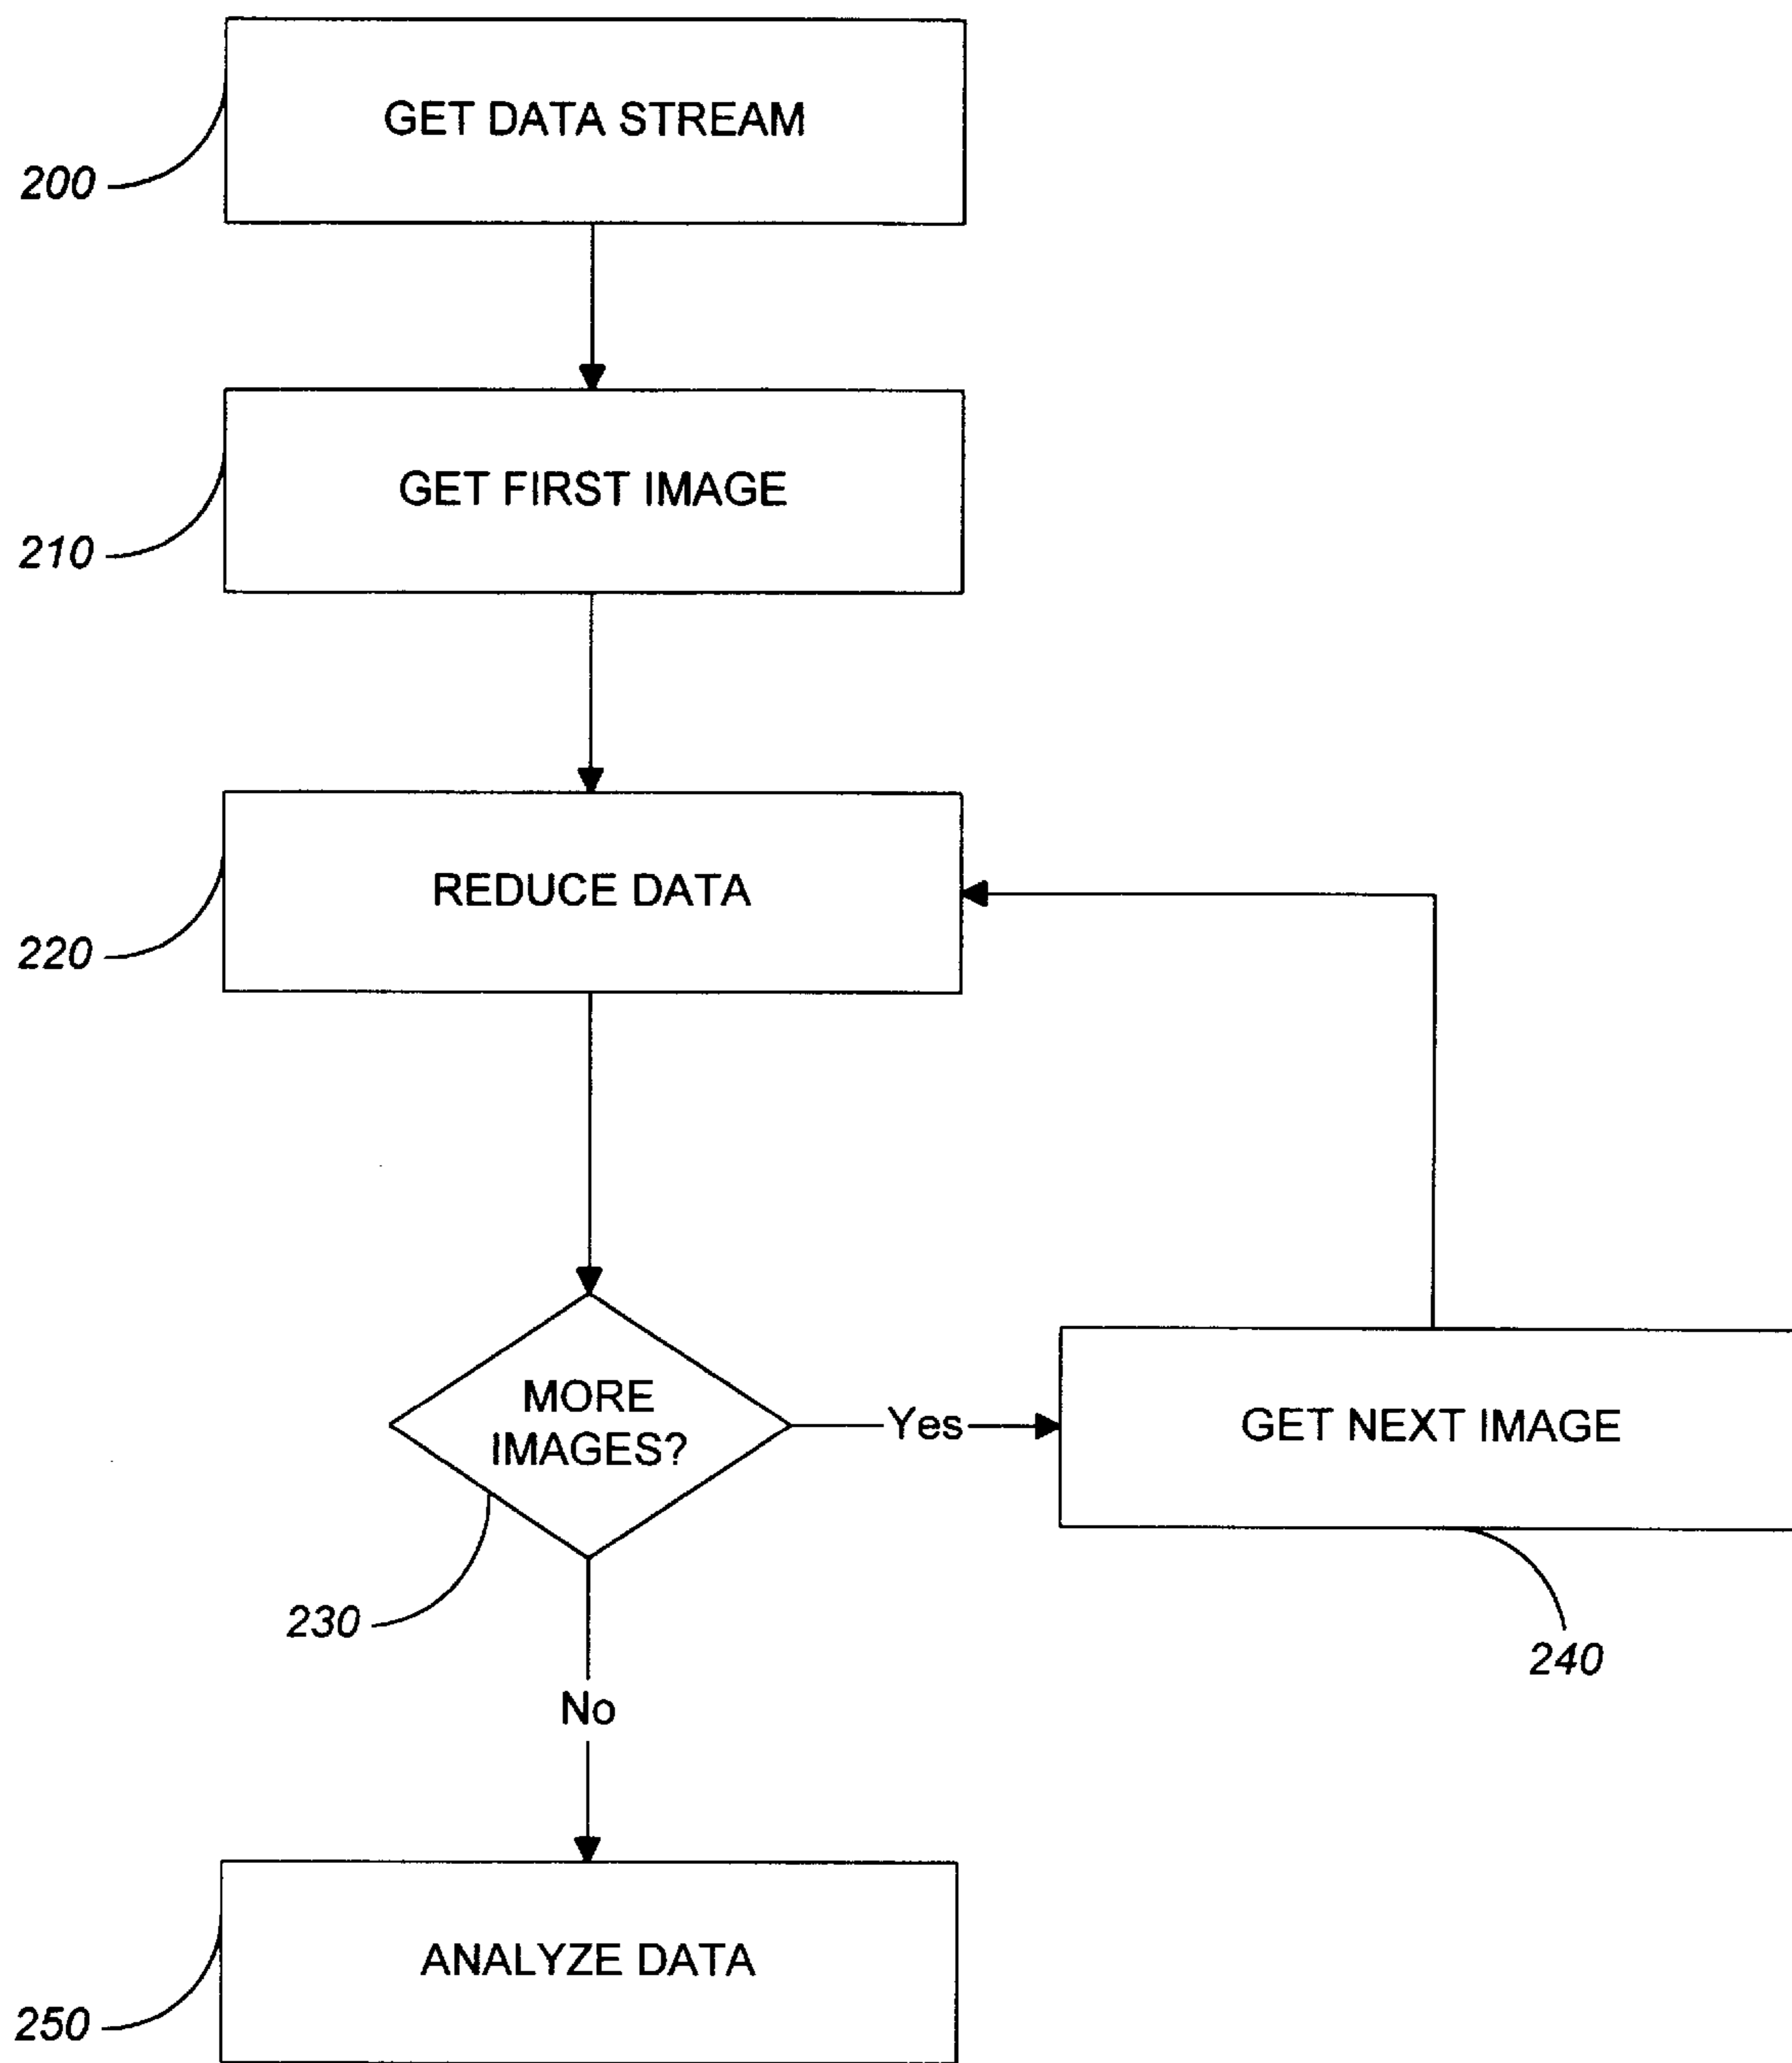 GET DATA STREAM
200
GET FIRST IMAGE
210
REDUCE DATA
220
MORE
IMAGES?
Yes
GET NEXT IMAGE
230
240
No
ANALYZE DATA
250